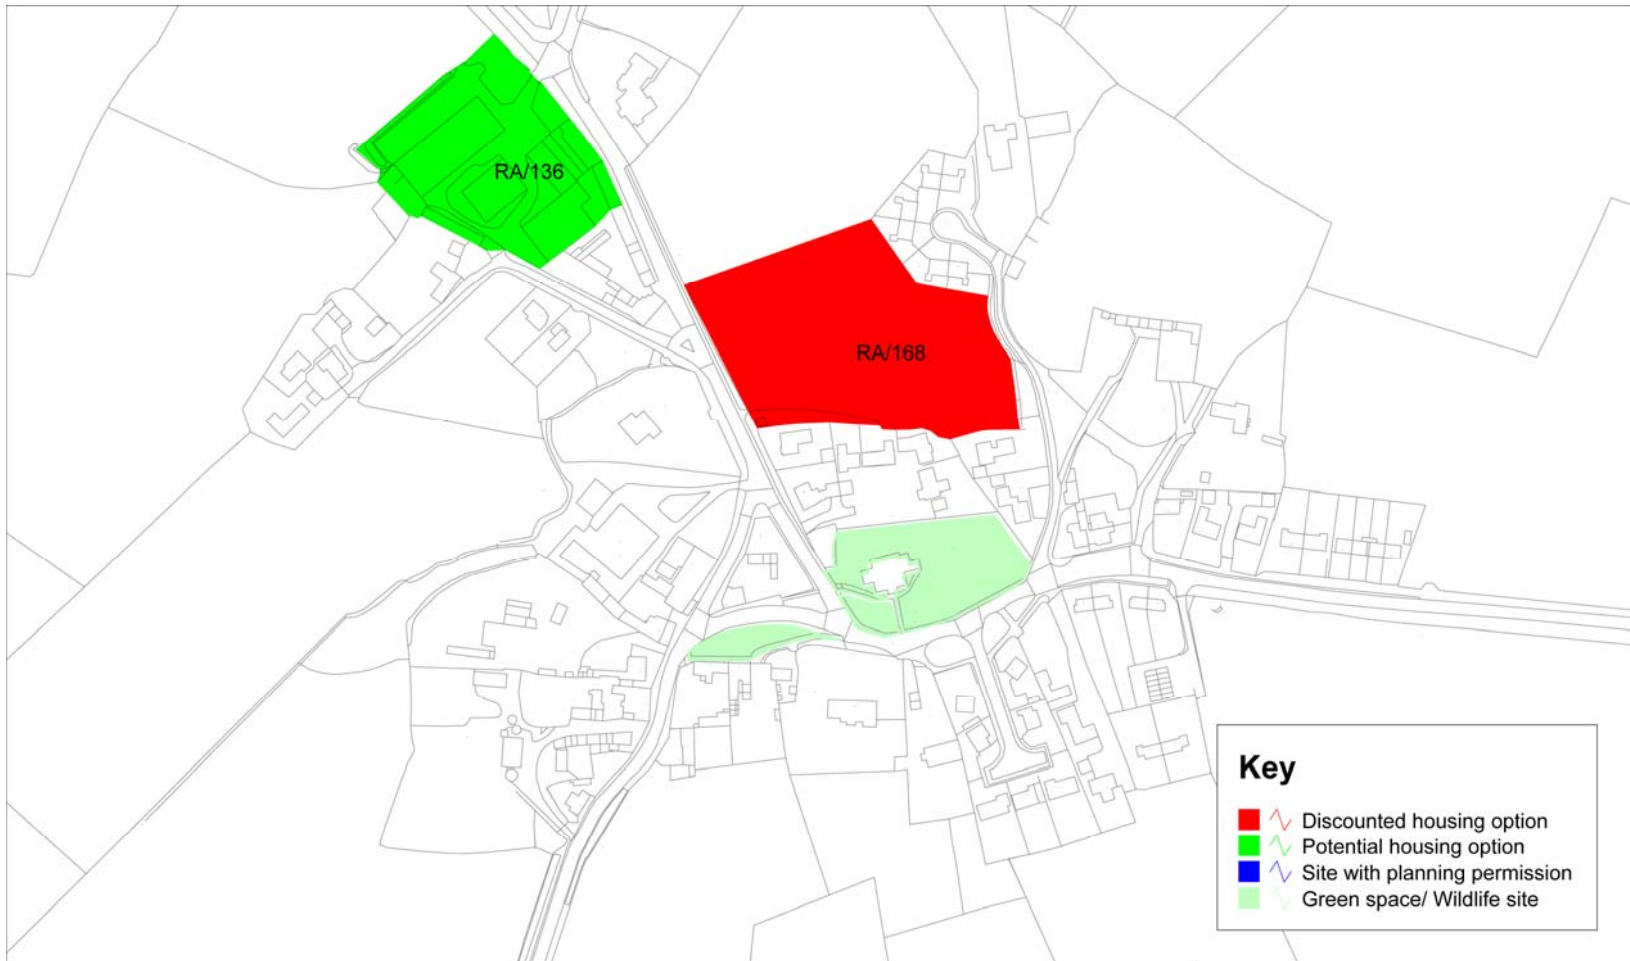 RA/136
RA/168
Key
Discounted housing option
Potential housing option
Site with planning permission
Green space/ Wildlife site